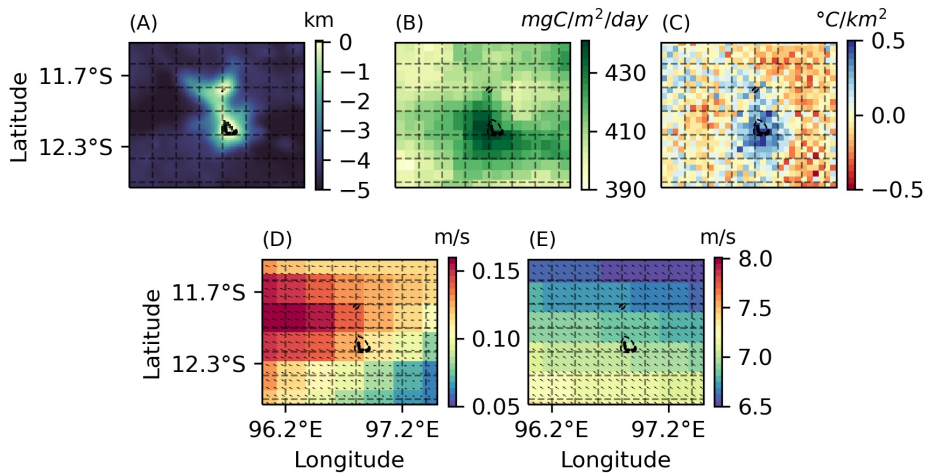 (A)
km
(B)
mgC/m²/day
(C)
°C/km²
Latitude
11.7°S
12.3°S
0
−1
−2
−3
−4
−5
430
410
390
0.5
0.0
−0.5
(D)
m/s
(E)
m/s
Latitude
11.7°S
12.3°S
0.15
0.10
0.05
8.0
7.5
7.0
6.5
96.2°E
97.2°E
96.2°E
97.2°E
Longitude
Longitude